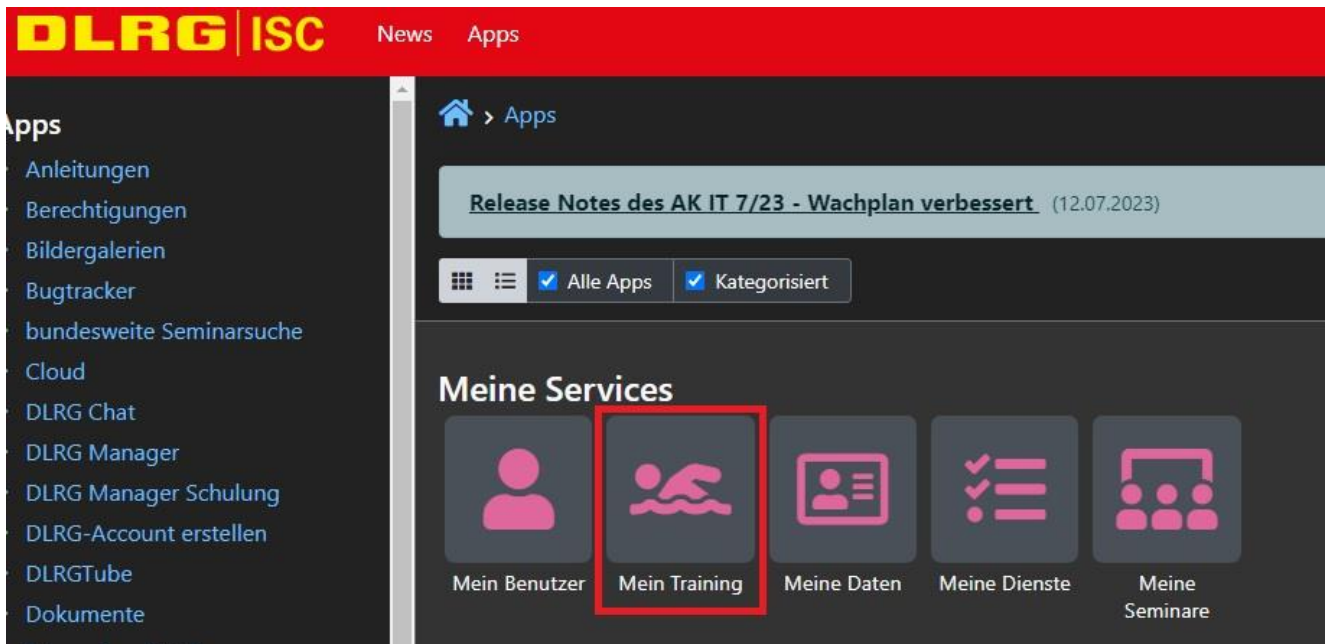 DLRG ISC News Apps
Apps
Anleitungen
Berechtigungen
Bildergalerien
Bugtracker
bundesweite Seminarsuche
Cloud
DLRG Chat
DLRG Manager
DLRG Manager Schulung
DLRG-Account erstellen
DLRGTube
Dokumente
> Apps
Release Notes des AK IT 7/23 - Wachplan verbessert (12.07.2023)
Alle Apps Kategorisiert
Meine Services
Mein Benutzer Mein Training Meine Daten Meine Dienste Meine
Seminare